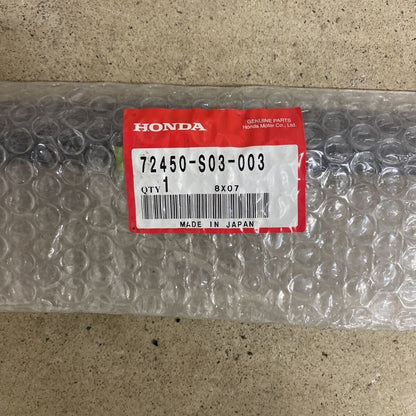 HONDA
GENUINE PARTS
Honda Motor Co., Ltd.
72450-S03-003
QTY 1
8X07
MADE IN JAPAN